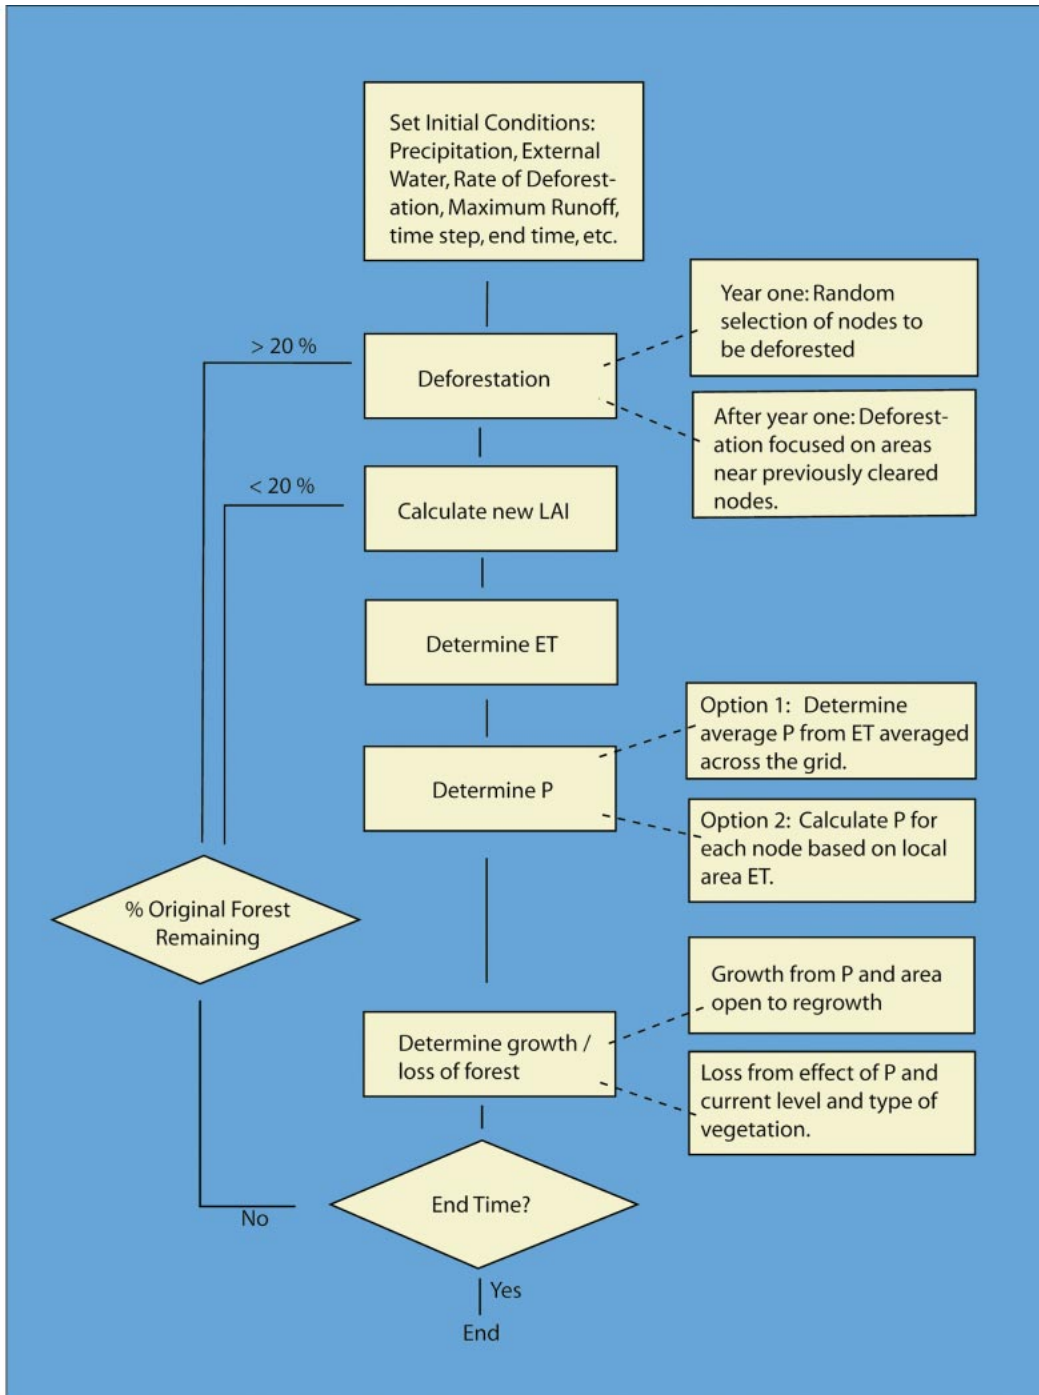 Set Initial Conditions:
Precipitation, External
Water, Rate of Deforest-
ation, Maximum Runoff,
time step, end time, etc.
Year one: Random
selection of nodes to
be deforested
> 20 %
Deforestation
After year one: Deforest-
ation focused on areas
near previously cleared
nodes.
< 20 %
Calculate new LAI
Determine ET
Option 1:   Determine
average P from ET averaged
across the grid.
Determine P
Option 2: Calculate P for
each node based on local
area ET.
% Original Forest
Remaining
Growth from P and area
open to regrowth
Determine growth /
loss of forest
Loss from effect of P and
current level and type of
vegetation.
End Time?
No
Yes
End